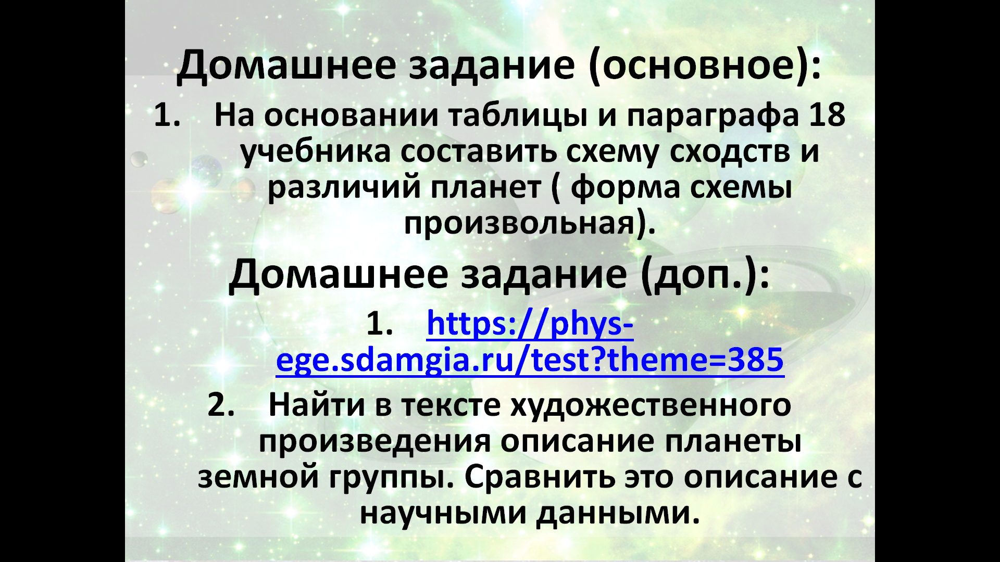 Домашнее задание (основное):
1. На основании таблицы и параграфа 18
учебника составить схему сходств и
различий планет ( форма схемы
произвольная).
Домашнее задание (доп.):
1. https://phys-
ege.sdamgia.ru/test?theme=385
2. Найти в тексте художественного
произведения описание планеты
земной группы. Сравнить это описание с
научными данными.